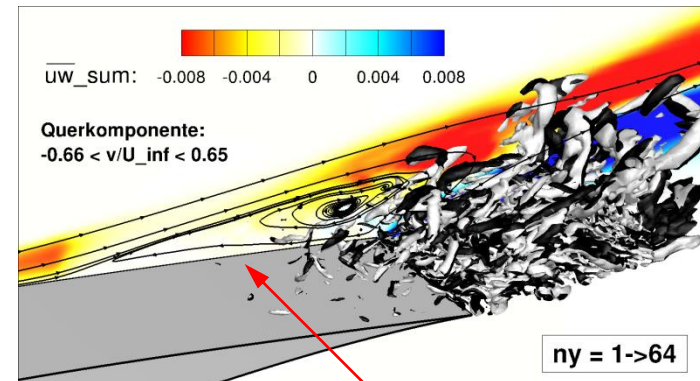 uw_sum: -0.008 -0.004 0 0.004 0.008
Querkomponente:
-0.66 < v/U_inf < 0.65
ny = 1->64